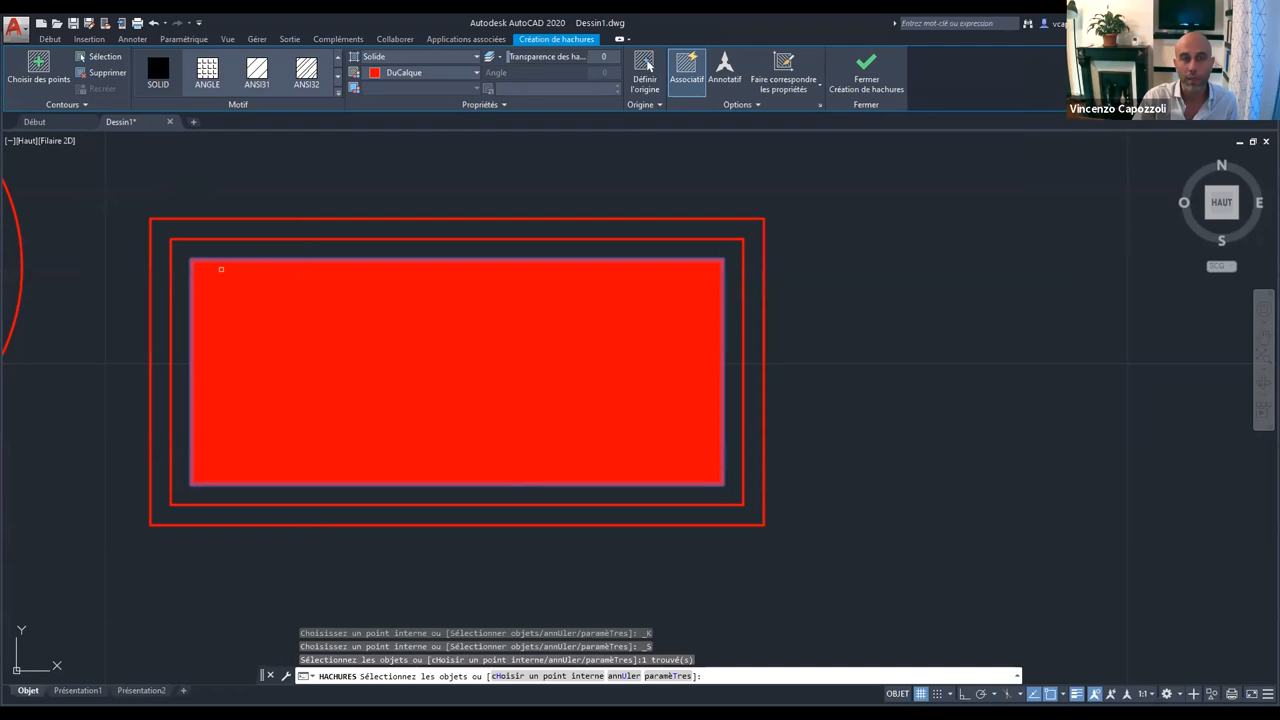 Autodesk AutoCAD 2020 Dessin1.dwg
Entrez mot-clé ou expression
vca
Début Insertion Annoter Paramétrique Vue Gérer Sortie Compléments Collaborer Applications associées Création de hachures
Choisir des points
Sélection
Supprimer
Recréer
SOLID
ANGLE
ANSI31
ANSI32
Solide
DuCalque
Transparence des ha... 0
Angle 0
Définir
l'origine
Associatif
Annotatif
Faire correspondre
les propriétés
Fermer
Création de hachures
Contours
Motif
Propriétés
Origine
Options
Fermer
Vincenzo Capozzoli
Début
Dessin1*
[−][Haut][Filaire 2D]
N
O
HAUT
E
S
SCG
Y
X
Choisissez un point interne ou [Sélectionner objets/annUler/paramèTres]: _K
Choisissez un point interne ou [Sélectionner objets/annUler/paramèTres]: _S
Sélectionnez les objets ou [cHoisir un point interne/annUler/paramèTres]:1 trouvé(s)
HACHURES Sélectionnez les objets ou [cHoisir un point interne annUler paramèTres]:
Objet
Présentation1
Présentation2
OBJET
1:1